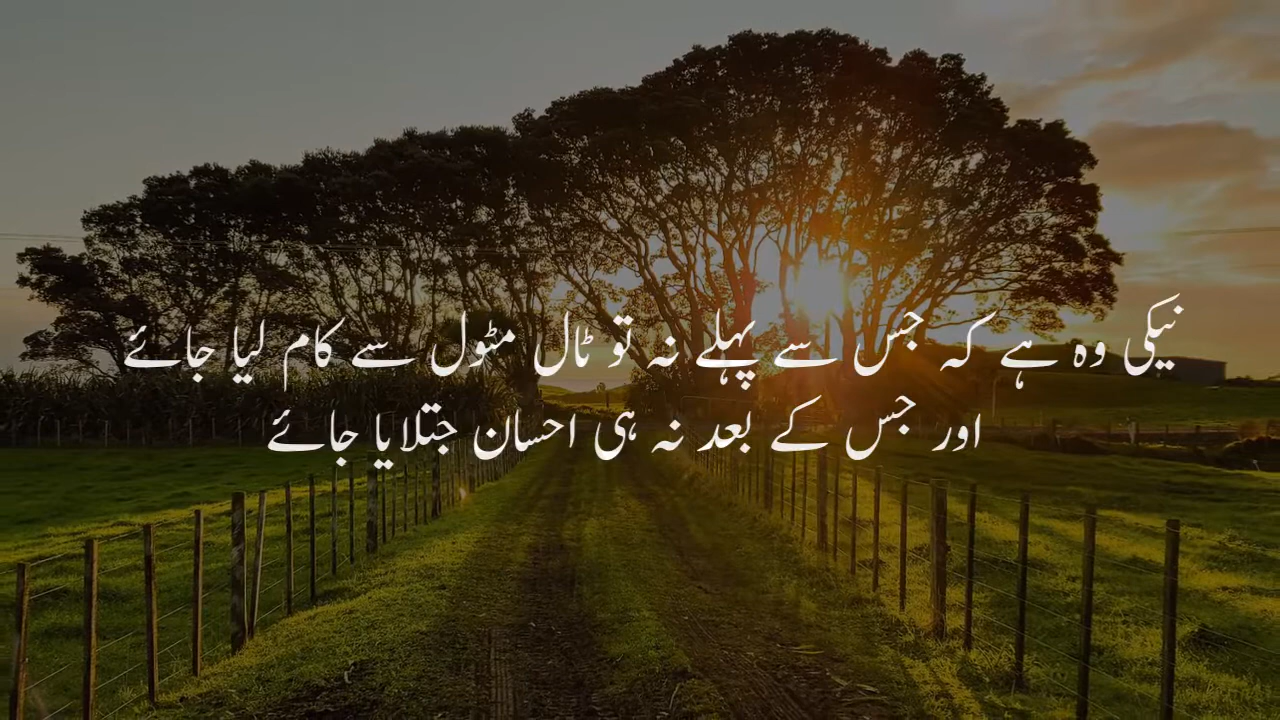 نیکی وہ ہے کہ جس سے پہلے نہ تو ٹال مٹول سے کام لیا جائے
اور جس کے بعد نہ ہی احسان جتلایا جائے